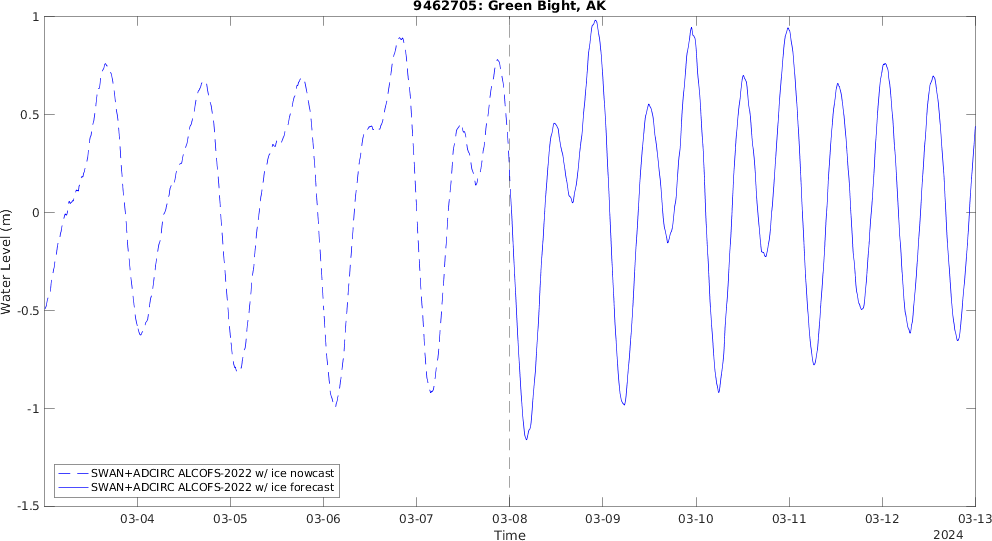 9462705: Green Bight, AK
1
0.5
0
-0.5
-1
-1.5
Water Level (m)
SWAN+ADCIRC ALCOFS-2022 w/ ice nowcast
SWAN+ADCIRC ALCOFS-2022 w/ ice forecast
03-04 03-05 03-06 03-07 03-08 03-09 03-10 03-11 03-12 03-13
Time
2024